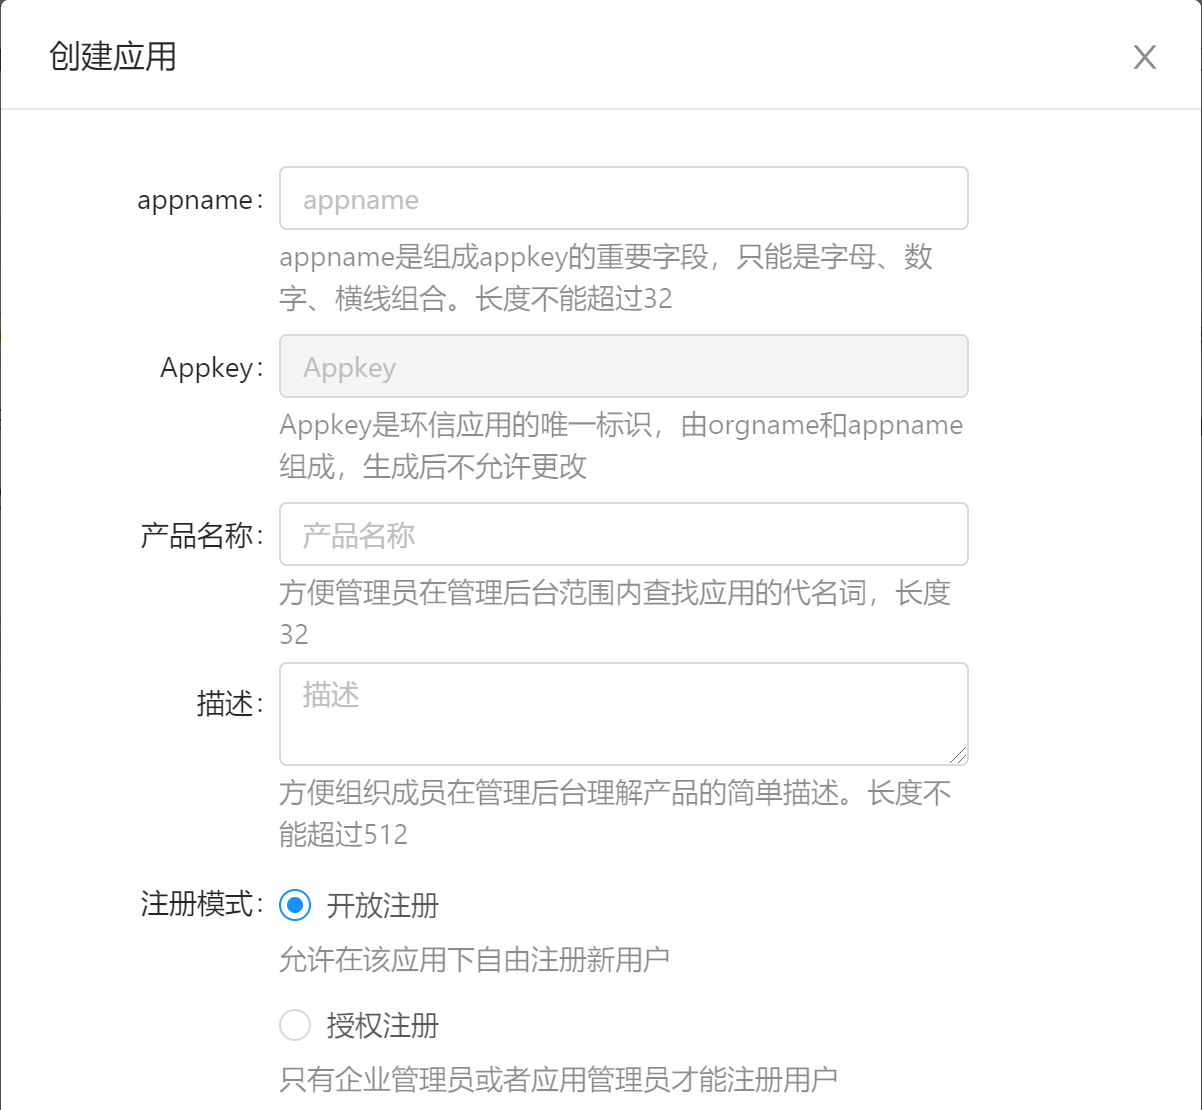 创建应用
appname：
appname
appname是组成appkey的重要字段，只能是字母、数
字、横线组合。长度不能超过32
Appkey：
Appkey
Appkey是环信应用的唯一标识，由orgname和appname
组成，生成后不允许更改
产品名称：
产品名称
方便管理员在管理后台范围内查找应用的代名词，长度
32
描述：
描述
方便组织成员在管理后台理解产品的简单描述。长度不
能超过512
注册模式：
开放注册
允许在该应用下自由注册新用户
授权注册
只有企业管理员或者应用管理员才能注册用户